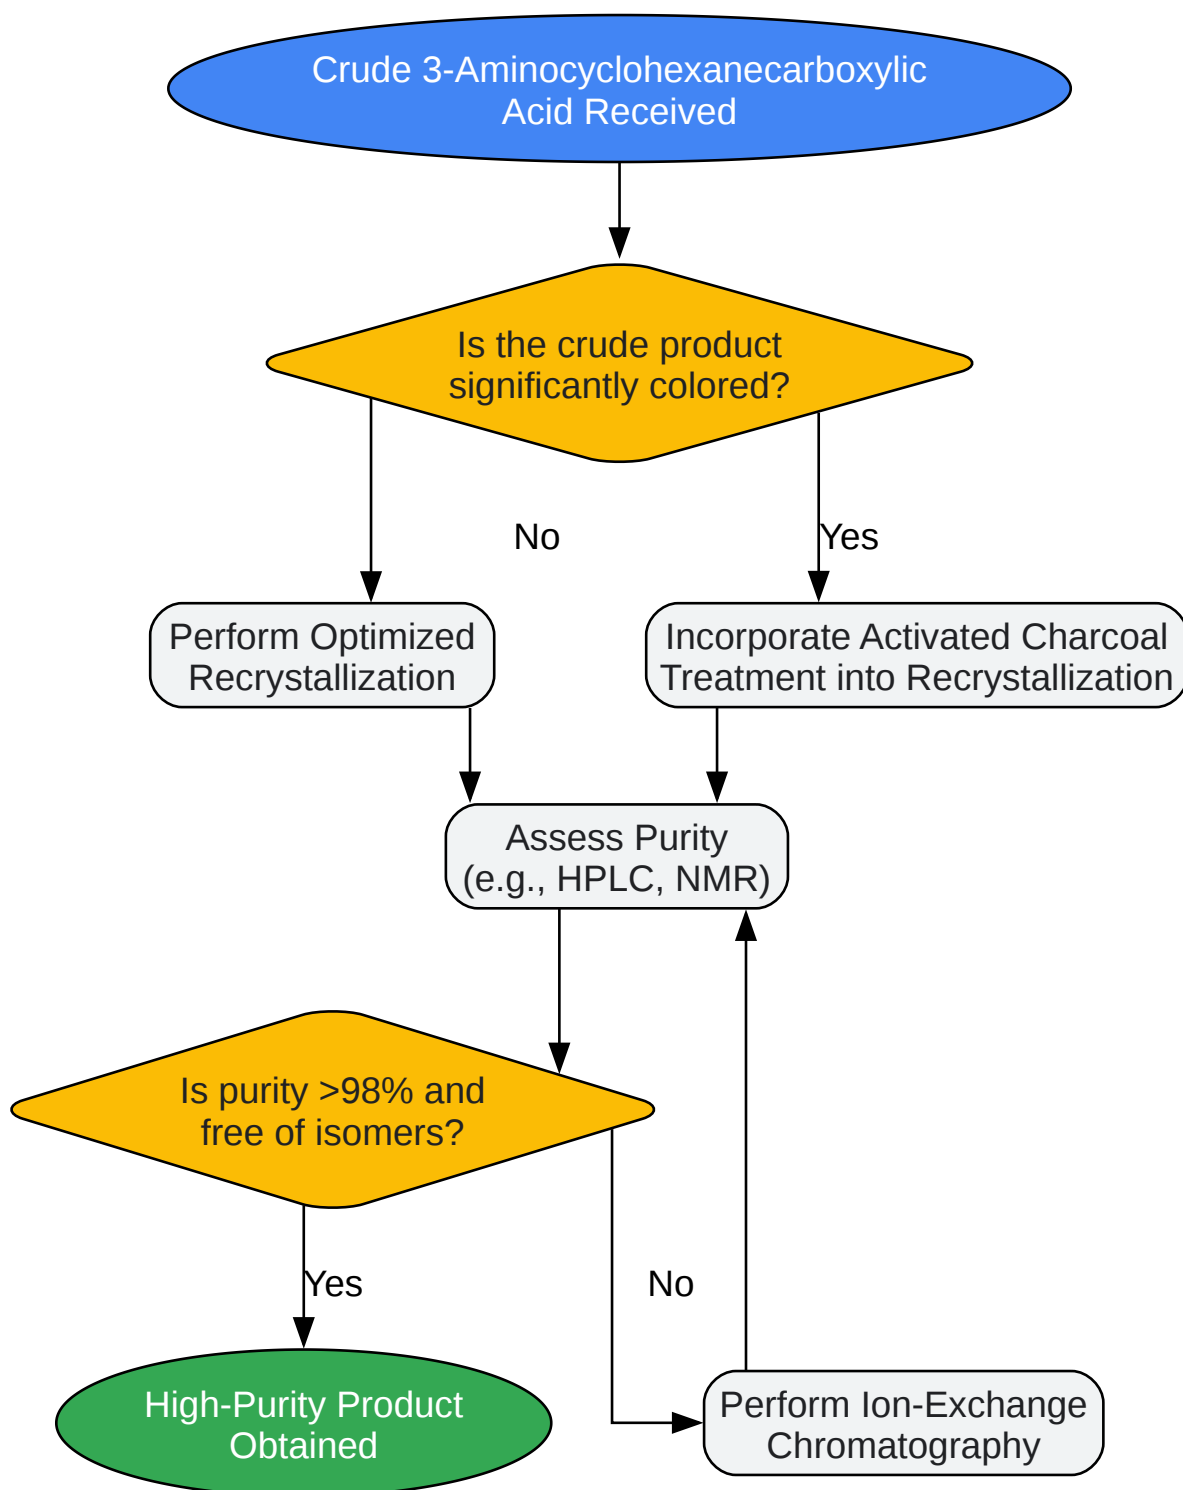 Crude 3-Aminocyclohexanecarboxylic
Acid Received
Is the crude product
significantly colored?
No
Yes
Perform Optimized
Recrystallization
Incorporate Activated Charcoal
Treatment into Recrystallization
Assess Purity
(e.g., HPLC, NMR)
Is purity >98% and
free of isomers?
Yes
No
High-Purity Product
Obtained
Perform Ion-Exchange
Chromatography